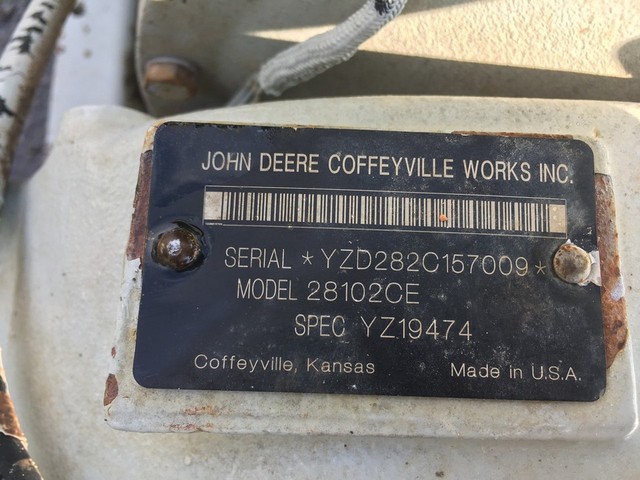 JOHN DEERE COFFEYVILLE WORKS INC.
SERIAL *YZD282C157009*
MODEL 28102CE
SPEC YZ19474
Coffeyville, Kansas Made in U.S.A.